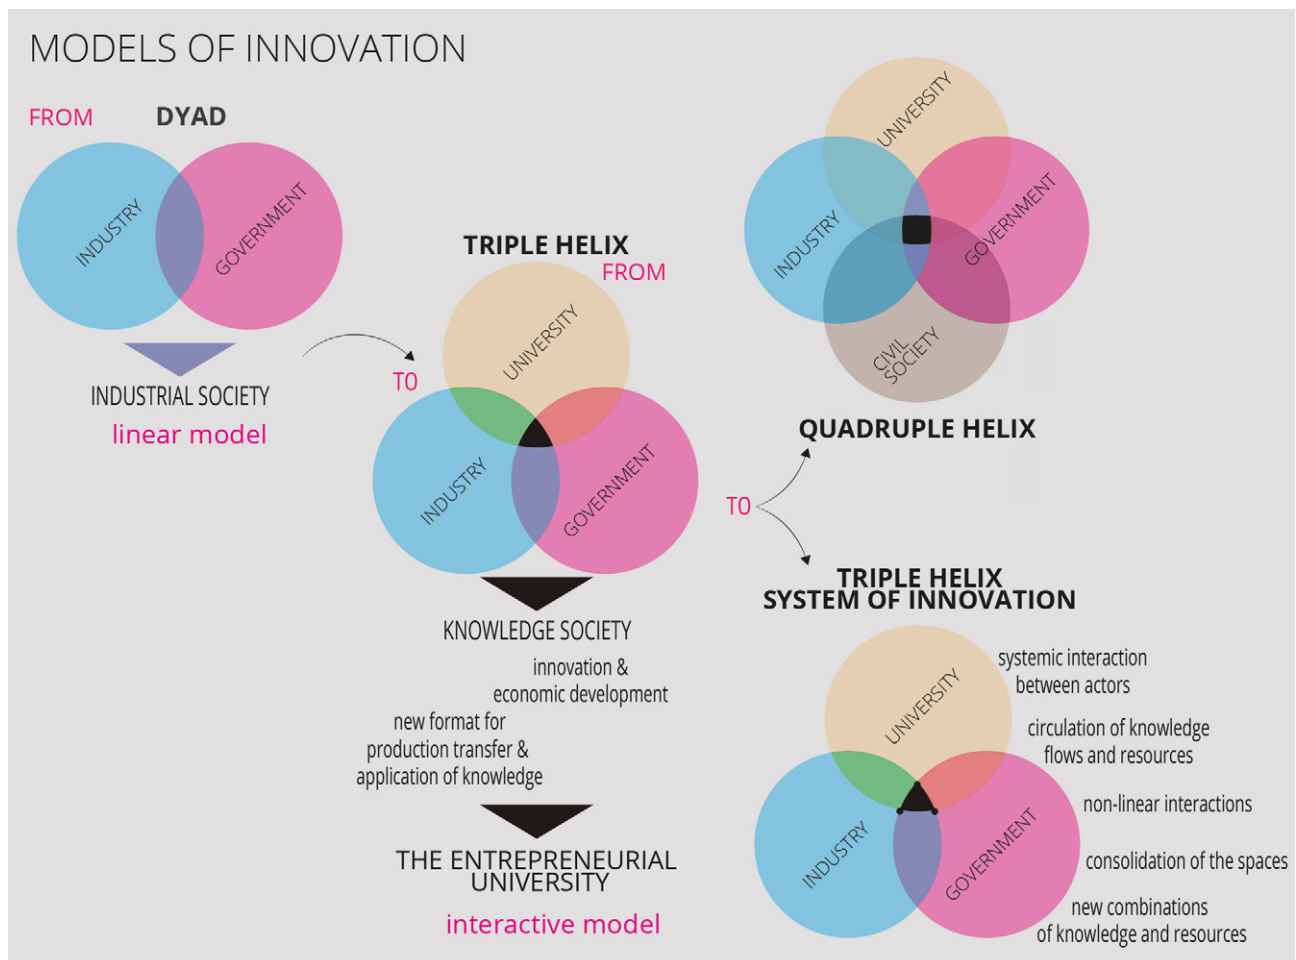 MODELS OF INNOVATION
FROM
DYAD
INDUSTRY
GOVERNMENT
INDUSTRIAL SOCIETY
linear model
TO
TRIPLE HELIX
FROM
UNIVERSITY
INDUSTRY
GOVERNMENT
KNOWLEDGE SOCIETY
innovation &
economic development
new format for
production transfer &
application of knowledge
THE ENTREPRENEURIAL
UNIVERSITY
interactive model
TO
UNIVERSITY
INDUSTRY
GOVERNMENT
CIVIL
SOCIETY
QUADRUPLE HELIX
TRIPLE HELIX
SYSTEM OF INNOVATION
UNIVERSITY
INDUSTRY
GOVERNMENT
systemic interaction
between actors
circulation of knowledge
flows and resources
non-linear interactions
consolidation of the spaces
new combinations
of knowledge and resources